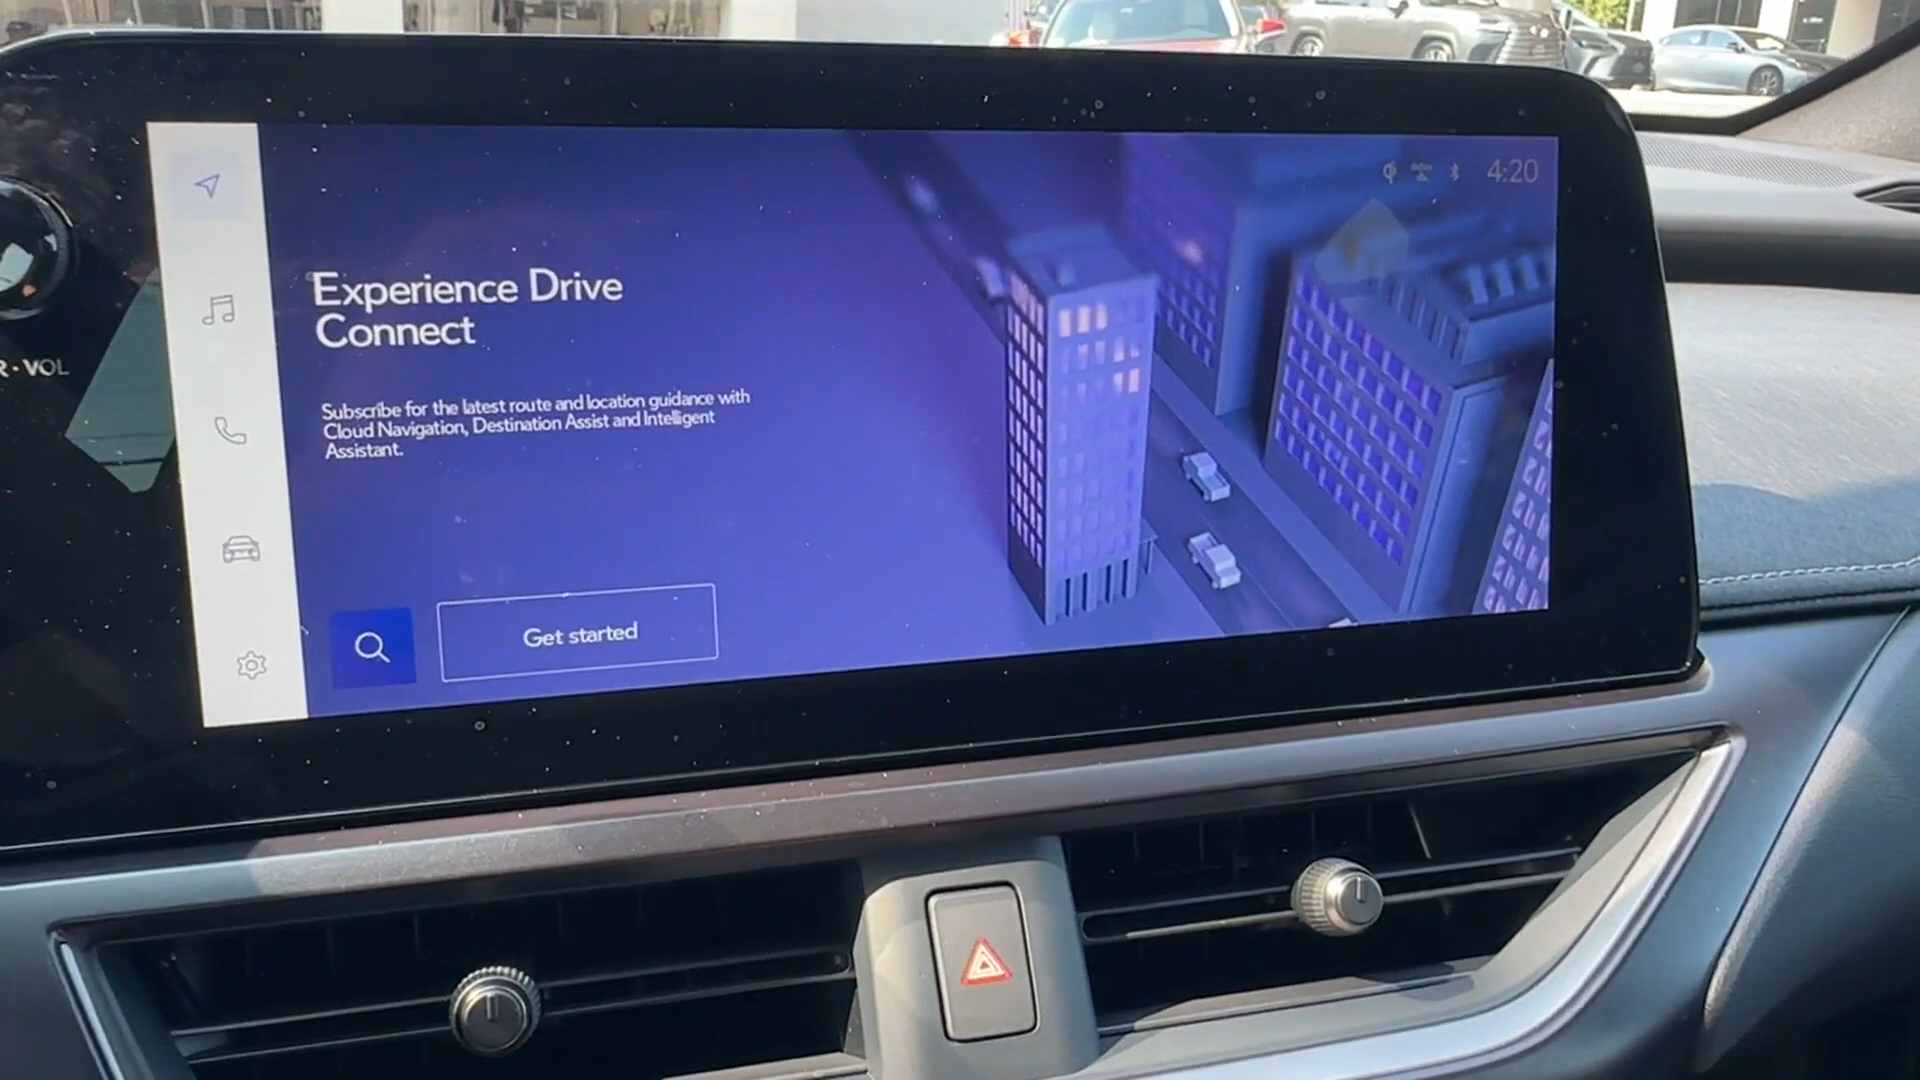 4:20
Experience Drive
Connect
R · VOL
Subscribe for the latest route and location guidance with
Cloud Navigation, Destination Assist and Intelligent
Assistant.
Get started